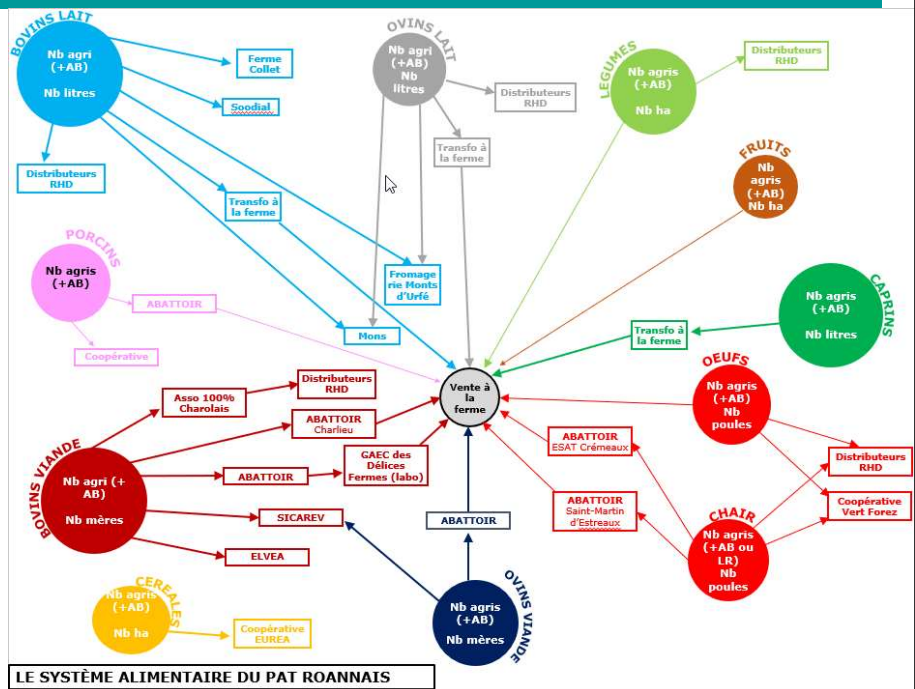 BOVINS LAIT
Nb agri
(+AB)
Nb litres
Ferme
Collet
Soodial
Distributeurs
RHD
Transfo à
la ferme
Fromage
rie Monts
d'Urfé
Mons
OVINS LAIT
Nb agri
(+AB)
Nb
litres
Distributeurs
RHD
Transfo à
la ferme
LEGUMES
Nb agris
(+AB)
Nb ha
Distributeurs
RHD
FRUITS
Nb
agris
(+AB)
Nb ha
PORCINS
Nb agris
(+AB)
ABATTOIR
Coopérative
CAPRINS
Nb agris
(+AB)
Nb litres
Transfo à
la ferme
Vente à
la
ferme
OEUFS
Nb agris
(+AB)
Nb
poules
Distributeurs
RHD
Coopérative
Vert Forez
CHAIR
Nb agris
(+AB ou
LR)
Nb
poules
ABATTOIR
ESAT Crémeaux
ABATTOIR
Saint-Martin
d'Estreaux
BOVINS VIANDE
Nb agri (+
AB)
Nb mères
Asso 100%
Charolais
Distributeurs
RHD
ABATTOIR
Charlieu
ABATTOIR
GAEC des
Délices
Fermes (labo)
SICAREV
ELVEA
ABATTOIR
OVINS VIANDE
Nb agris
(+AB)
Nb mères
CEREALES
Nb agris
(+AB)
Nb ha
Coopérative
EUREA
LE SYSTÈME ALIMENTAIRE DU PAT ROANNAIS